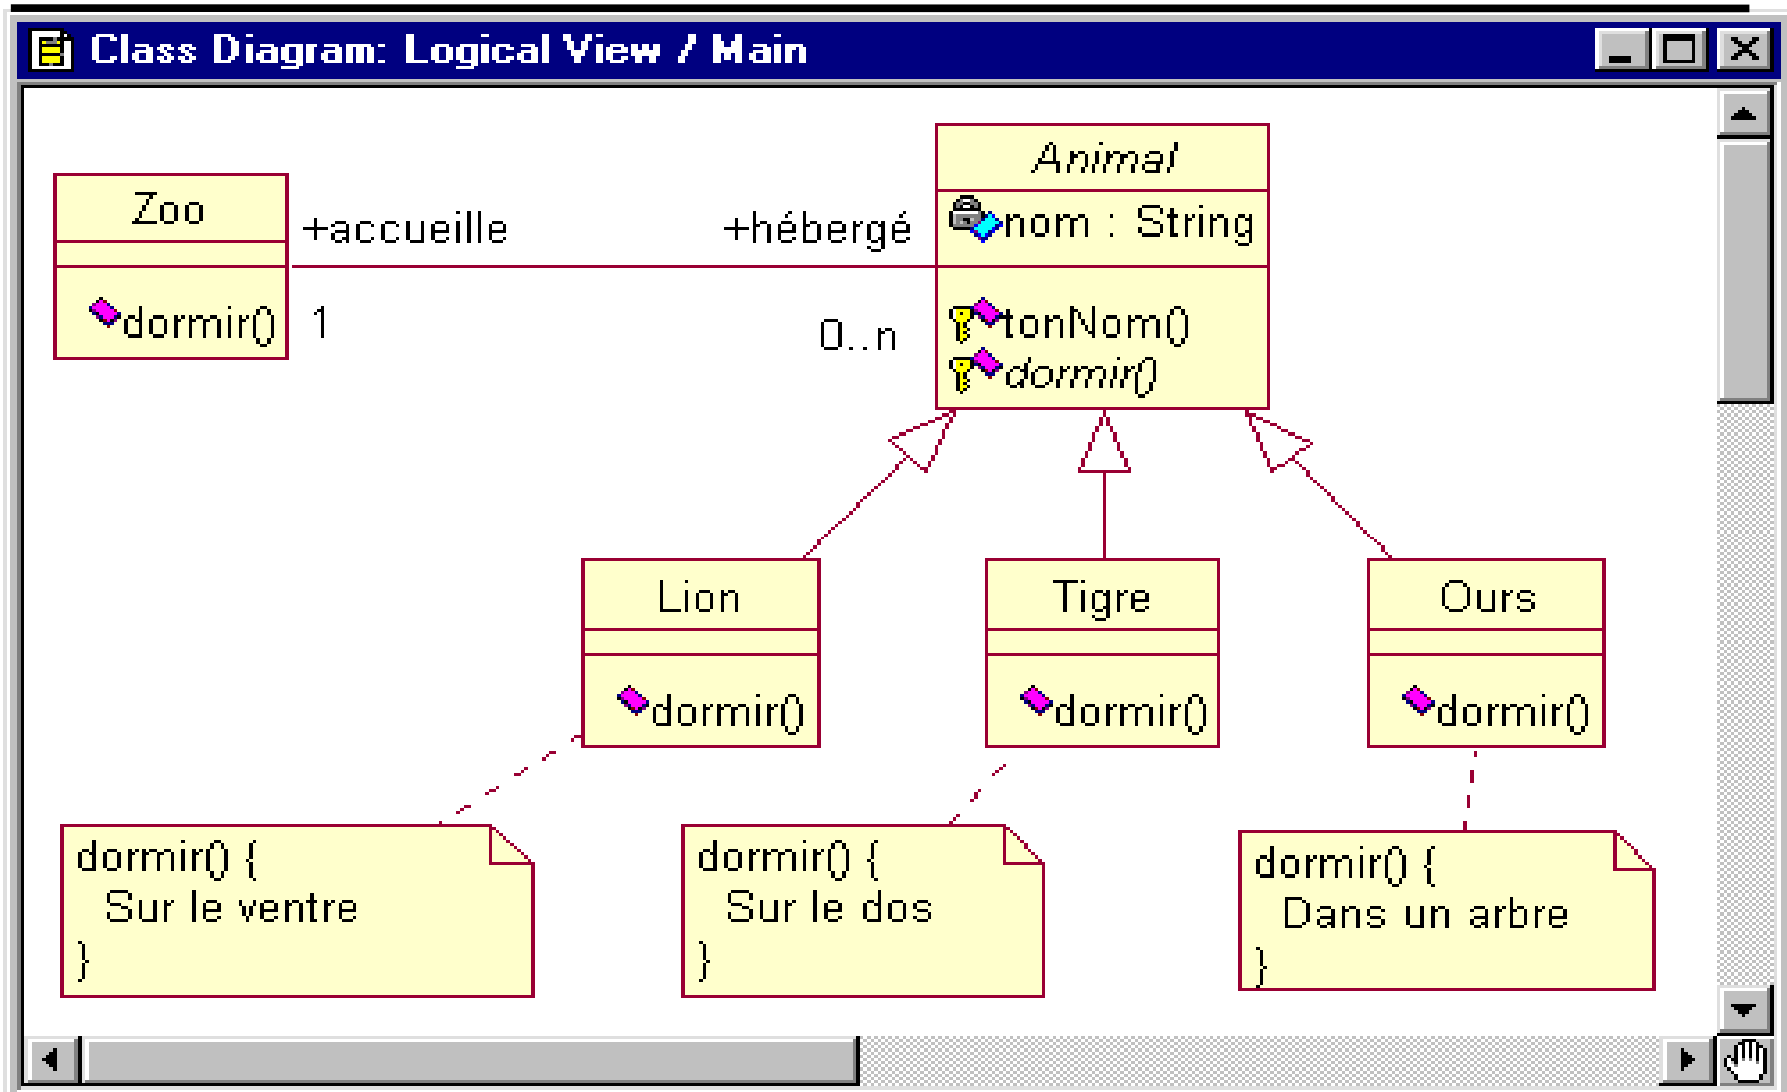 Class Diagram: Logical View / Main
Zoo
dormir()
+accueille
1
+hébergé
0..n
Animal
nom : String
tonNom()
dormir()
Lion
dormir()
Tigre
dormir()
Ours
dormir()
dormir() {
Sur le ventre
}
dormir() {
Sur le dos
}
dormir() {
Dans un arbre
}